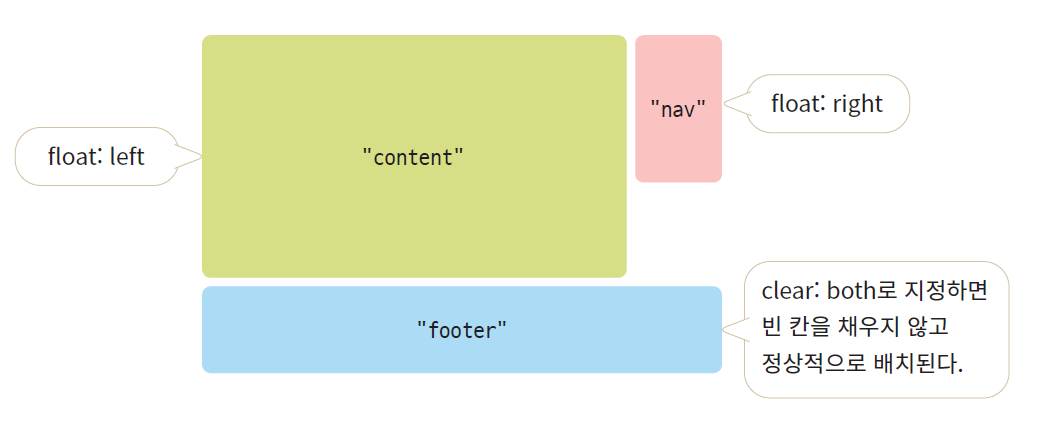 "content"
"nav"
float: right
float: left
"footer"
clear: both로 지정하면
빈 칸을 채우지 않고
정상적으로 배치된다.